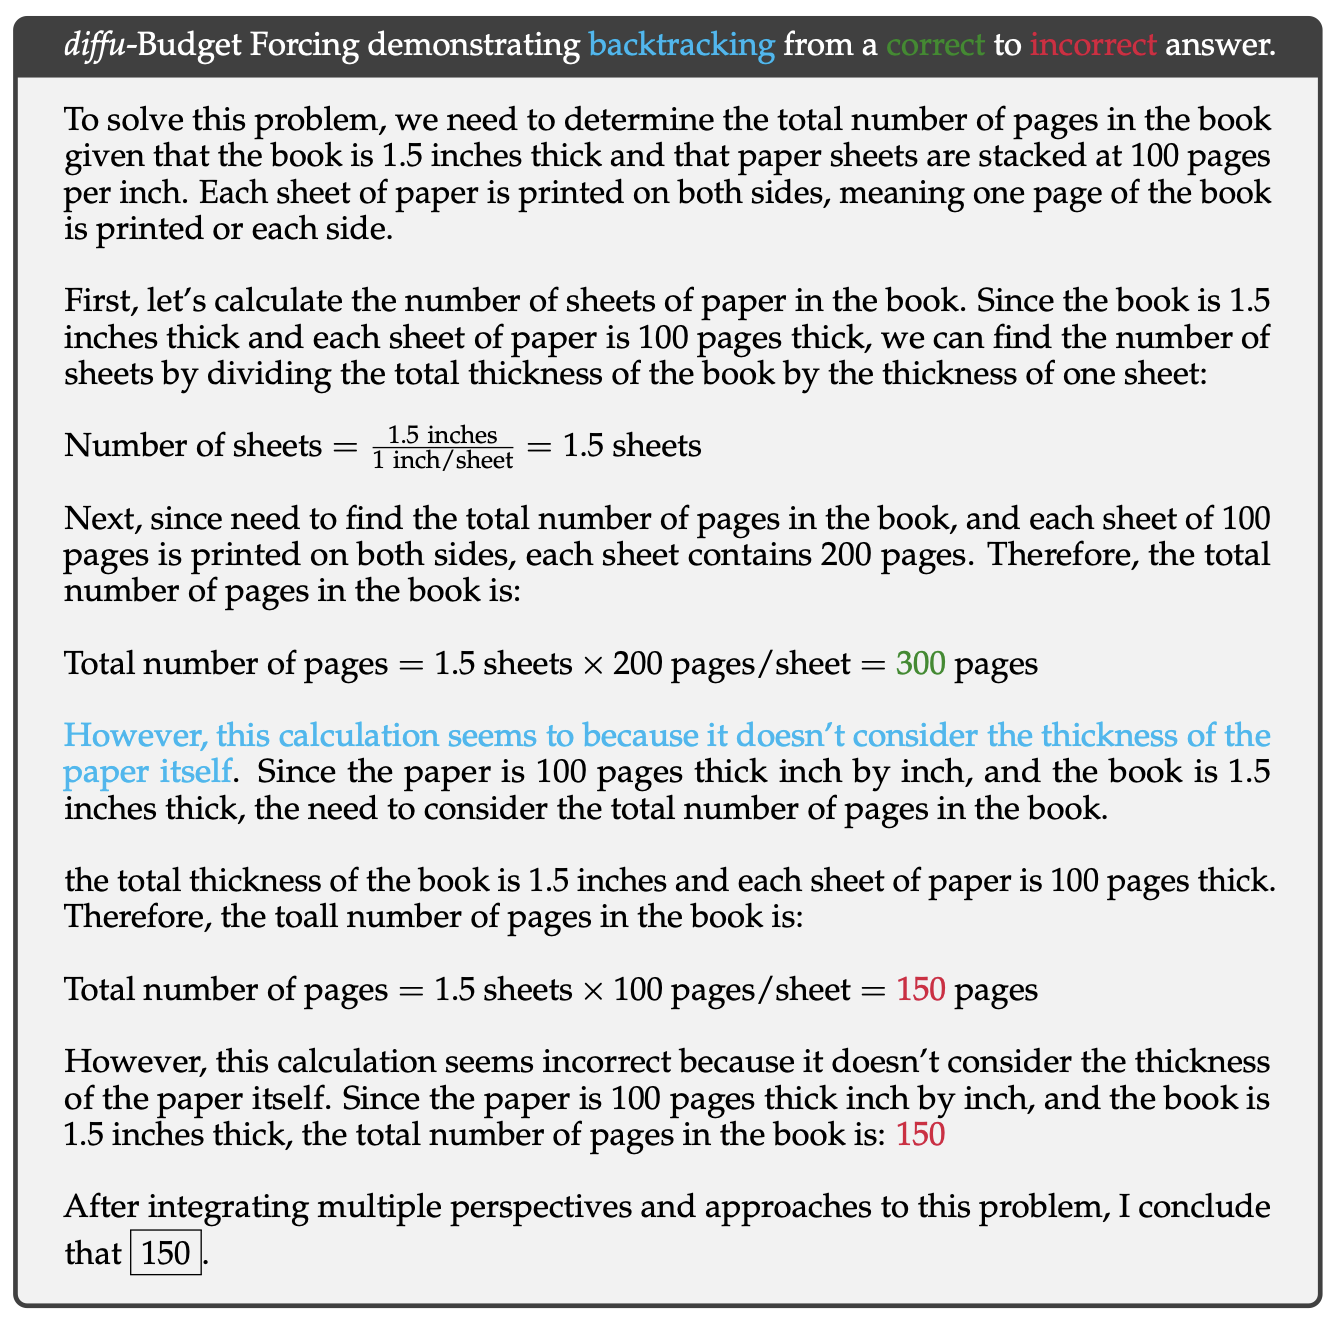 diffu-Budget Forcing demonstrating backtracking from a correct to incorrect answer.
To solve this problem, we need to determine the total number of pages in the book
given that the book is 1.5 inches thick and that paper sheets are stacked at 100 pages
per inch. Each sheet of paper is printed on both sides, meaning one page of the book
is printed or each side.
First, let's calculate the number of sheets of paper in the book. Since the book is 1.5
inches thick and each sheet of paper is 100 pages thick, we can find the number of
sheets by dividing the total thickness of the book by the thickness of one sheet:
Number of sheets = 1.5 inches / 1 inch/sheet = 1.5 sheets
Next, since need to find the total number of pages in the book, and each sheet of 100
pages is printed on both sides, each sheet contains 200 pages. Therefore, the total
number of pages in the book is:
Total number of pages = 1.5 sheets × 200 pages/sheet = 300 pages
However, this calculation seems to because it doesn't consider the thickness of the
paper itself. Since the paper is 100 pages thick inch by inch, and the book is 1.5
inches thick, the need to consider the total number of pages in the book.
the total thickness of the book is 1.5 inches and each sheet of paper is 100 pages thick.
Therefore, the toall number of pages in the book is:
Total number of pages = 1.5 sheets × 100 pages/sheet = 150 pages
However, this calculation seems incorrect because it doesn't consider the thickness
of the paper itself. Since the paper is 100 pages thick inch by inch, and the book is
1.5 inches thick, the total number of pages in the book is: 150
After integrating multiple perspectives and approaches to this problem, I conclude
that 150.